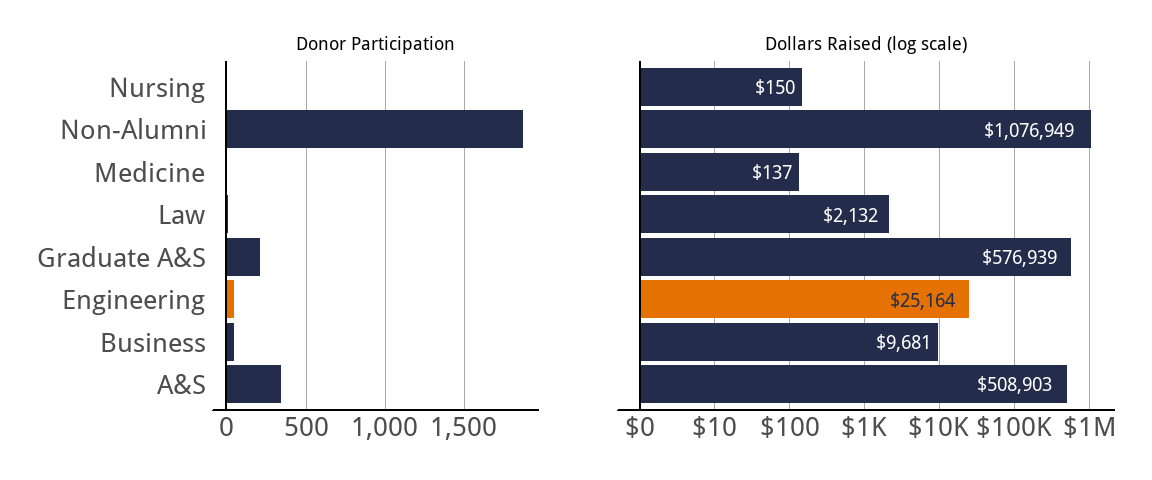 Donor Participation
Dollars Raised (log scale)
Nursing
$150
Non-Alumni
$1,076,949
Medicine
$137
Law
$2,132
Graduate A&S
$576,939
Engineering
$25,164
Business
$9,681
A&S
$508,903
0 500 1,000 1,500
$0 $10 $100 $1K $10K $100K $1M